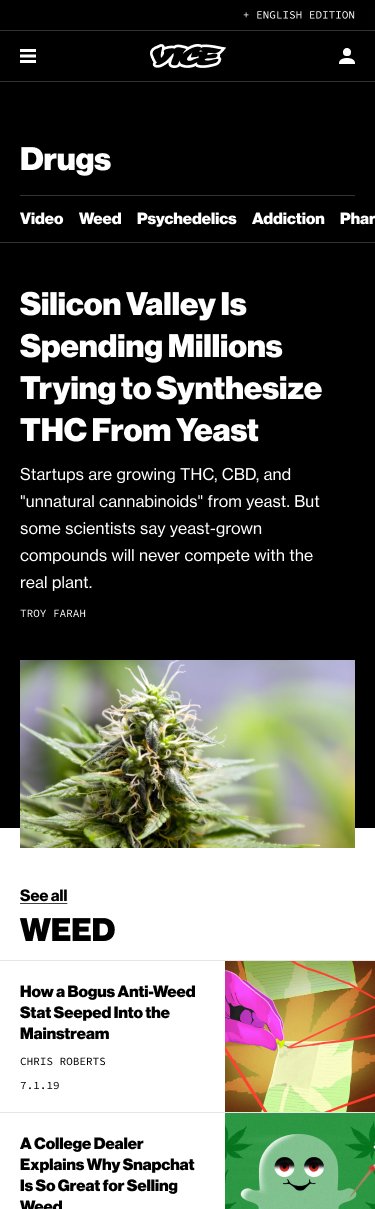 + ENGLISH EDITION
VICE
Drugs
Video Weed Psychedelics Addiction Phar
Silicon Valley Is
Spending Millions
Trying to Synthesize
THC From Yeast
Startups are growing THC, CBD, and
"unnatural cannabinoids" from yeast. But
some scientists say yeast-grown
compounds will never compete with the
real plant.
TROY FARAH
See all
WEED
How a Bogus Anti-Weed
Stat Seeped Into the
Mainstream
CHRIS ROBERTS
7.1.19
A College Dealer
Explains Why Snapchat
Is So Great for Selling
Weed